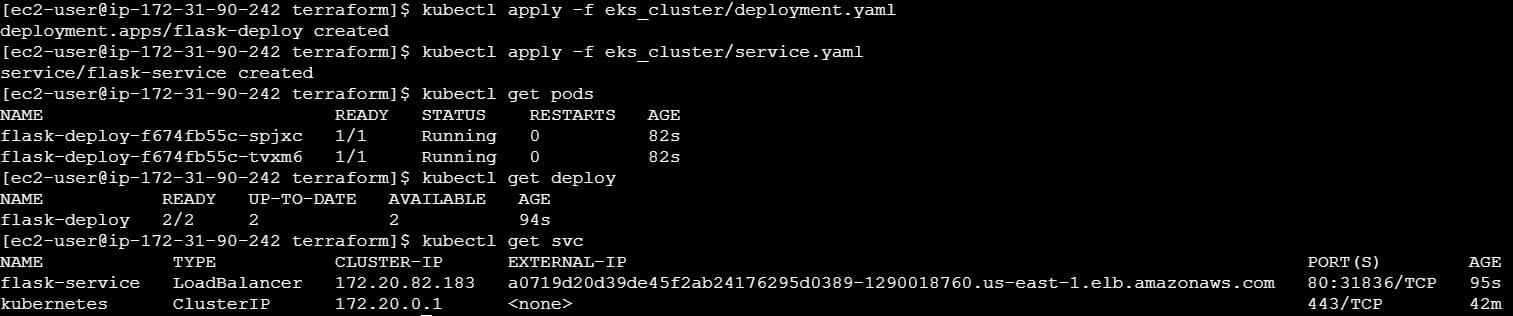 [ec2-user@ip-172-31-90-242 terraform]$ kubectl apply -f eks_cluster/deployment.yaml
deployment.apps/flask-deploy created
[ec2-user@ip-172-31-90-242 terraform]$ kubectl apply -f eks_cluster/service.yaml
service/flask-service created
[ec2-user@ip-172-31-90-242 terraform]$ kubectl get pods
NAME READY STATUS RESTARTS AGE
flask-deploy-f674fb55c-spjxc 1/1 Running 0 82s
flask-deploy-f674fb55c-tvxm6 1/1 Running 0 82s
[ec2-user@ip-172-31-90-242 terraform]$ kubectl get deploy
NAME READY UP-TO-DATE AVAILABLE AGE
flask-deploy 2/2 2 2 94s
[ec2-user@ip-172-31-90-242 terraform]$ kubectl get svc
NAME TYPE CLUSTER-IP EXTERNAL-IP PORT(S) AGE
flask-service LoadBalancer 172.20.82.183 a0719d20d39de45f2ab24176295d0389-1290018760.us-east-1.elb.amazonaws.com 80:31836/TCP 95s
kubernetes ClusterIP 172.20.0.1 <none> 443/TCP 42m